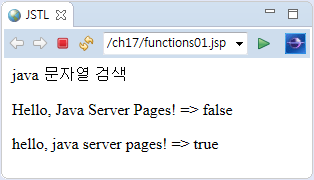 JSTL
/ch17/functions01.jsp
java 문자열 검색
Hello, Java Server Pages! => false
hello, java server pages! => true